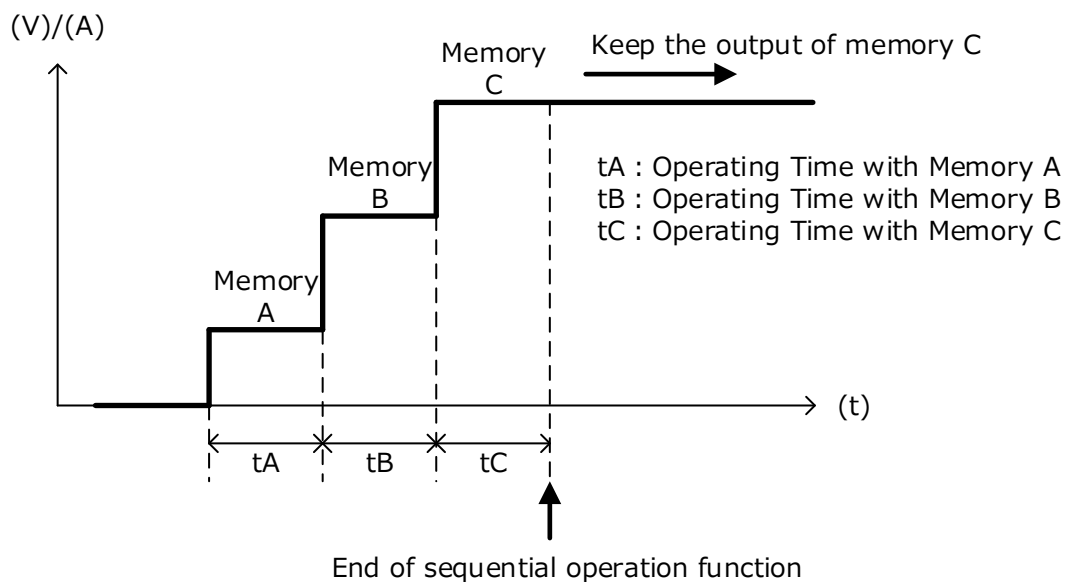 (V)/(A)
Keep the output of memory C
Memory
C
Memory
B
tA : Operating Time with Memory A
tB : Operating Time with Memory B
tC : Operating Time with Memory C
Memory
A
(t)
tA
tB
tC
End of sequential operation function